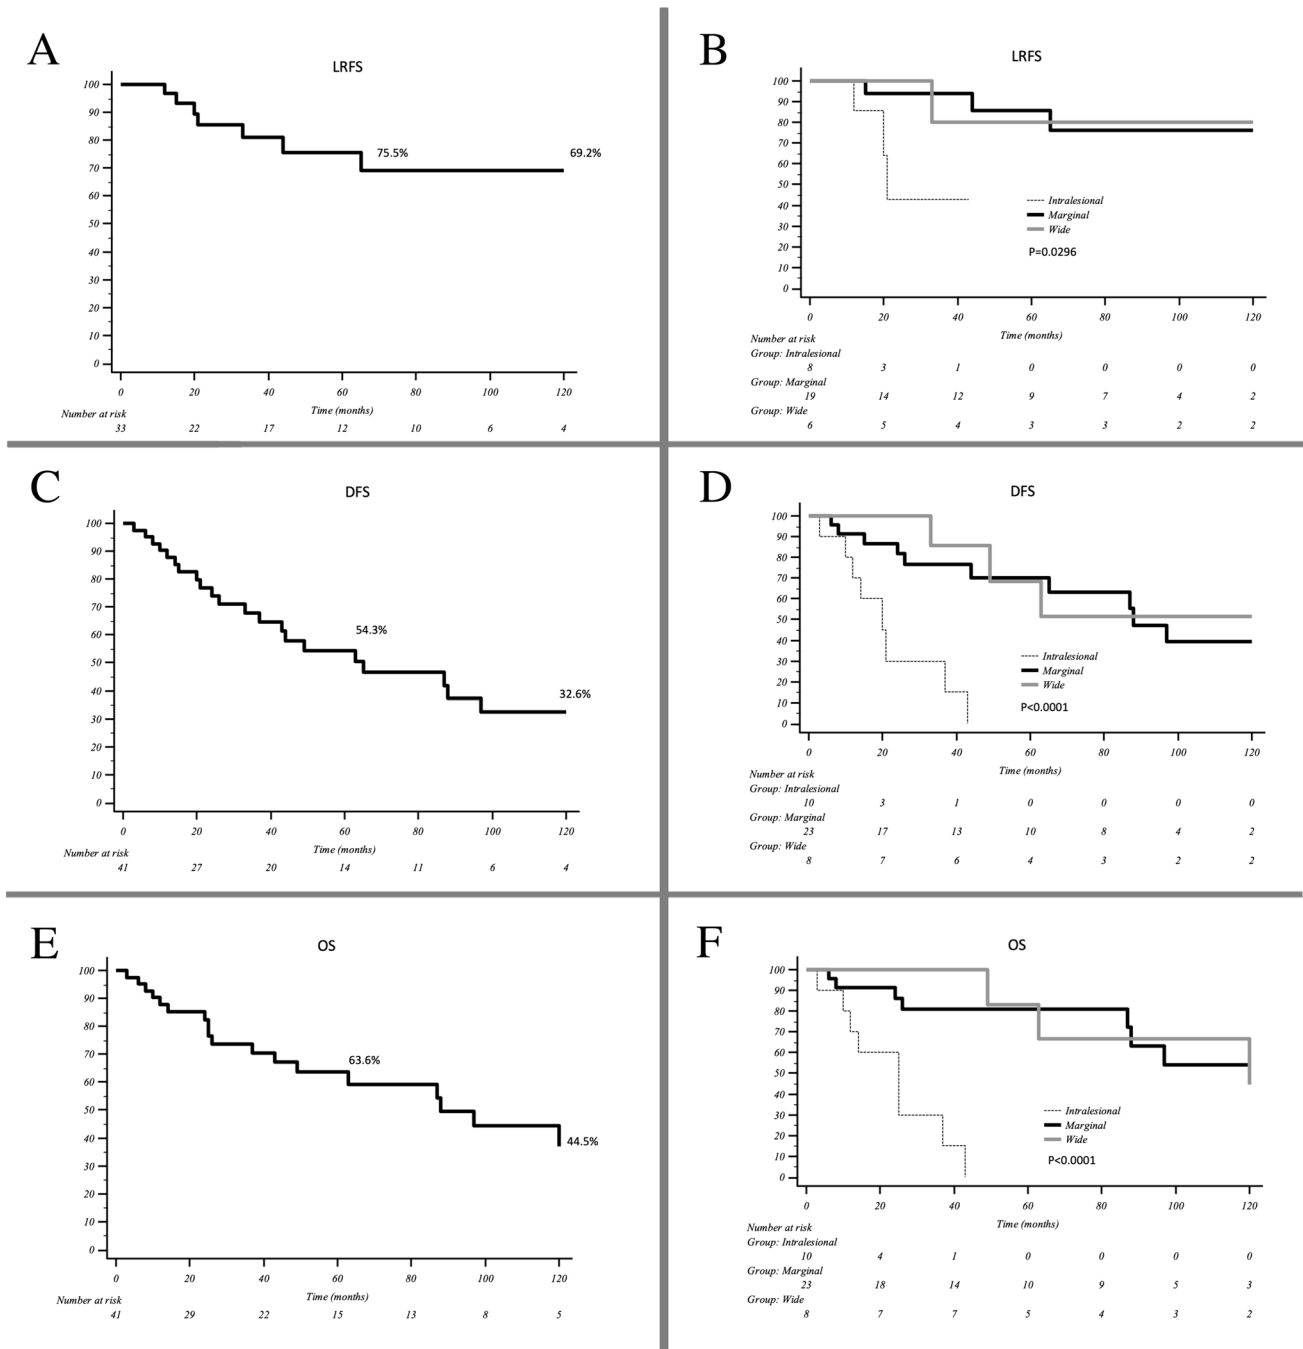 A
LRFS
100
90
80
70
60
50
40
30
20
10
0
75.5%
69.2%
0 20 40 60 80 100 120
Time (months)
Number at risk
33 22 17 12 10 6 4
B
LRFS
100
90
80
70
60
50
40
30
20
10
0
Intralesional
Marginal
Wide
P=0.0296
0 20 40 60 80 100 120
Time (months)
Number at risk
Group: Intralesional
8 3 1 0 0 0 0
Group: Marginal
19 14 12 9 7 4 2
Group: Wide
6 5 4 3 3 2 2
C
DFS
100
90
80
70
60
50
40
30
20
10
0
54.3%
32.6%
0 20 40 60 80 100 120
Time (months)
Number at risk
41 27 20 14 11 6 4
D
DFS
100
90
80
70
60
50
40
30
20
10
0
Intralesional
Marginal
Wide
P<0.0001
0 20 40 60 80 100 120
Time (months)
Number at risk
Group: Intralesional
10 3 1 0 0 0 0
Group: Marginal
23 17 13 10 8 4 2
Group: Wide
8 7 6 4 3 2 2
E
OS
100
90
80
70
60
50
40
30
20
10
0
63.6%
44.5%
0 20 40 60 80 100 120
Time (months)
Number at risk
41 29 22 15 13 8 5
F
OS
100
90
80
70
60
50
40
30
20
10
0
Intralesional
Marginal
Wide
P<0.0001
0 20 40 60 80 100 120
Time (months)
Number at risk
Group: Intralesional
10 4 1 0 0 0 0
Group: Marginal
23 18 14 10 9 5 3
Group: Wide
8 7 7 5 4 3 2